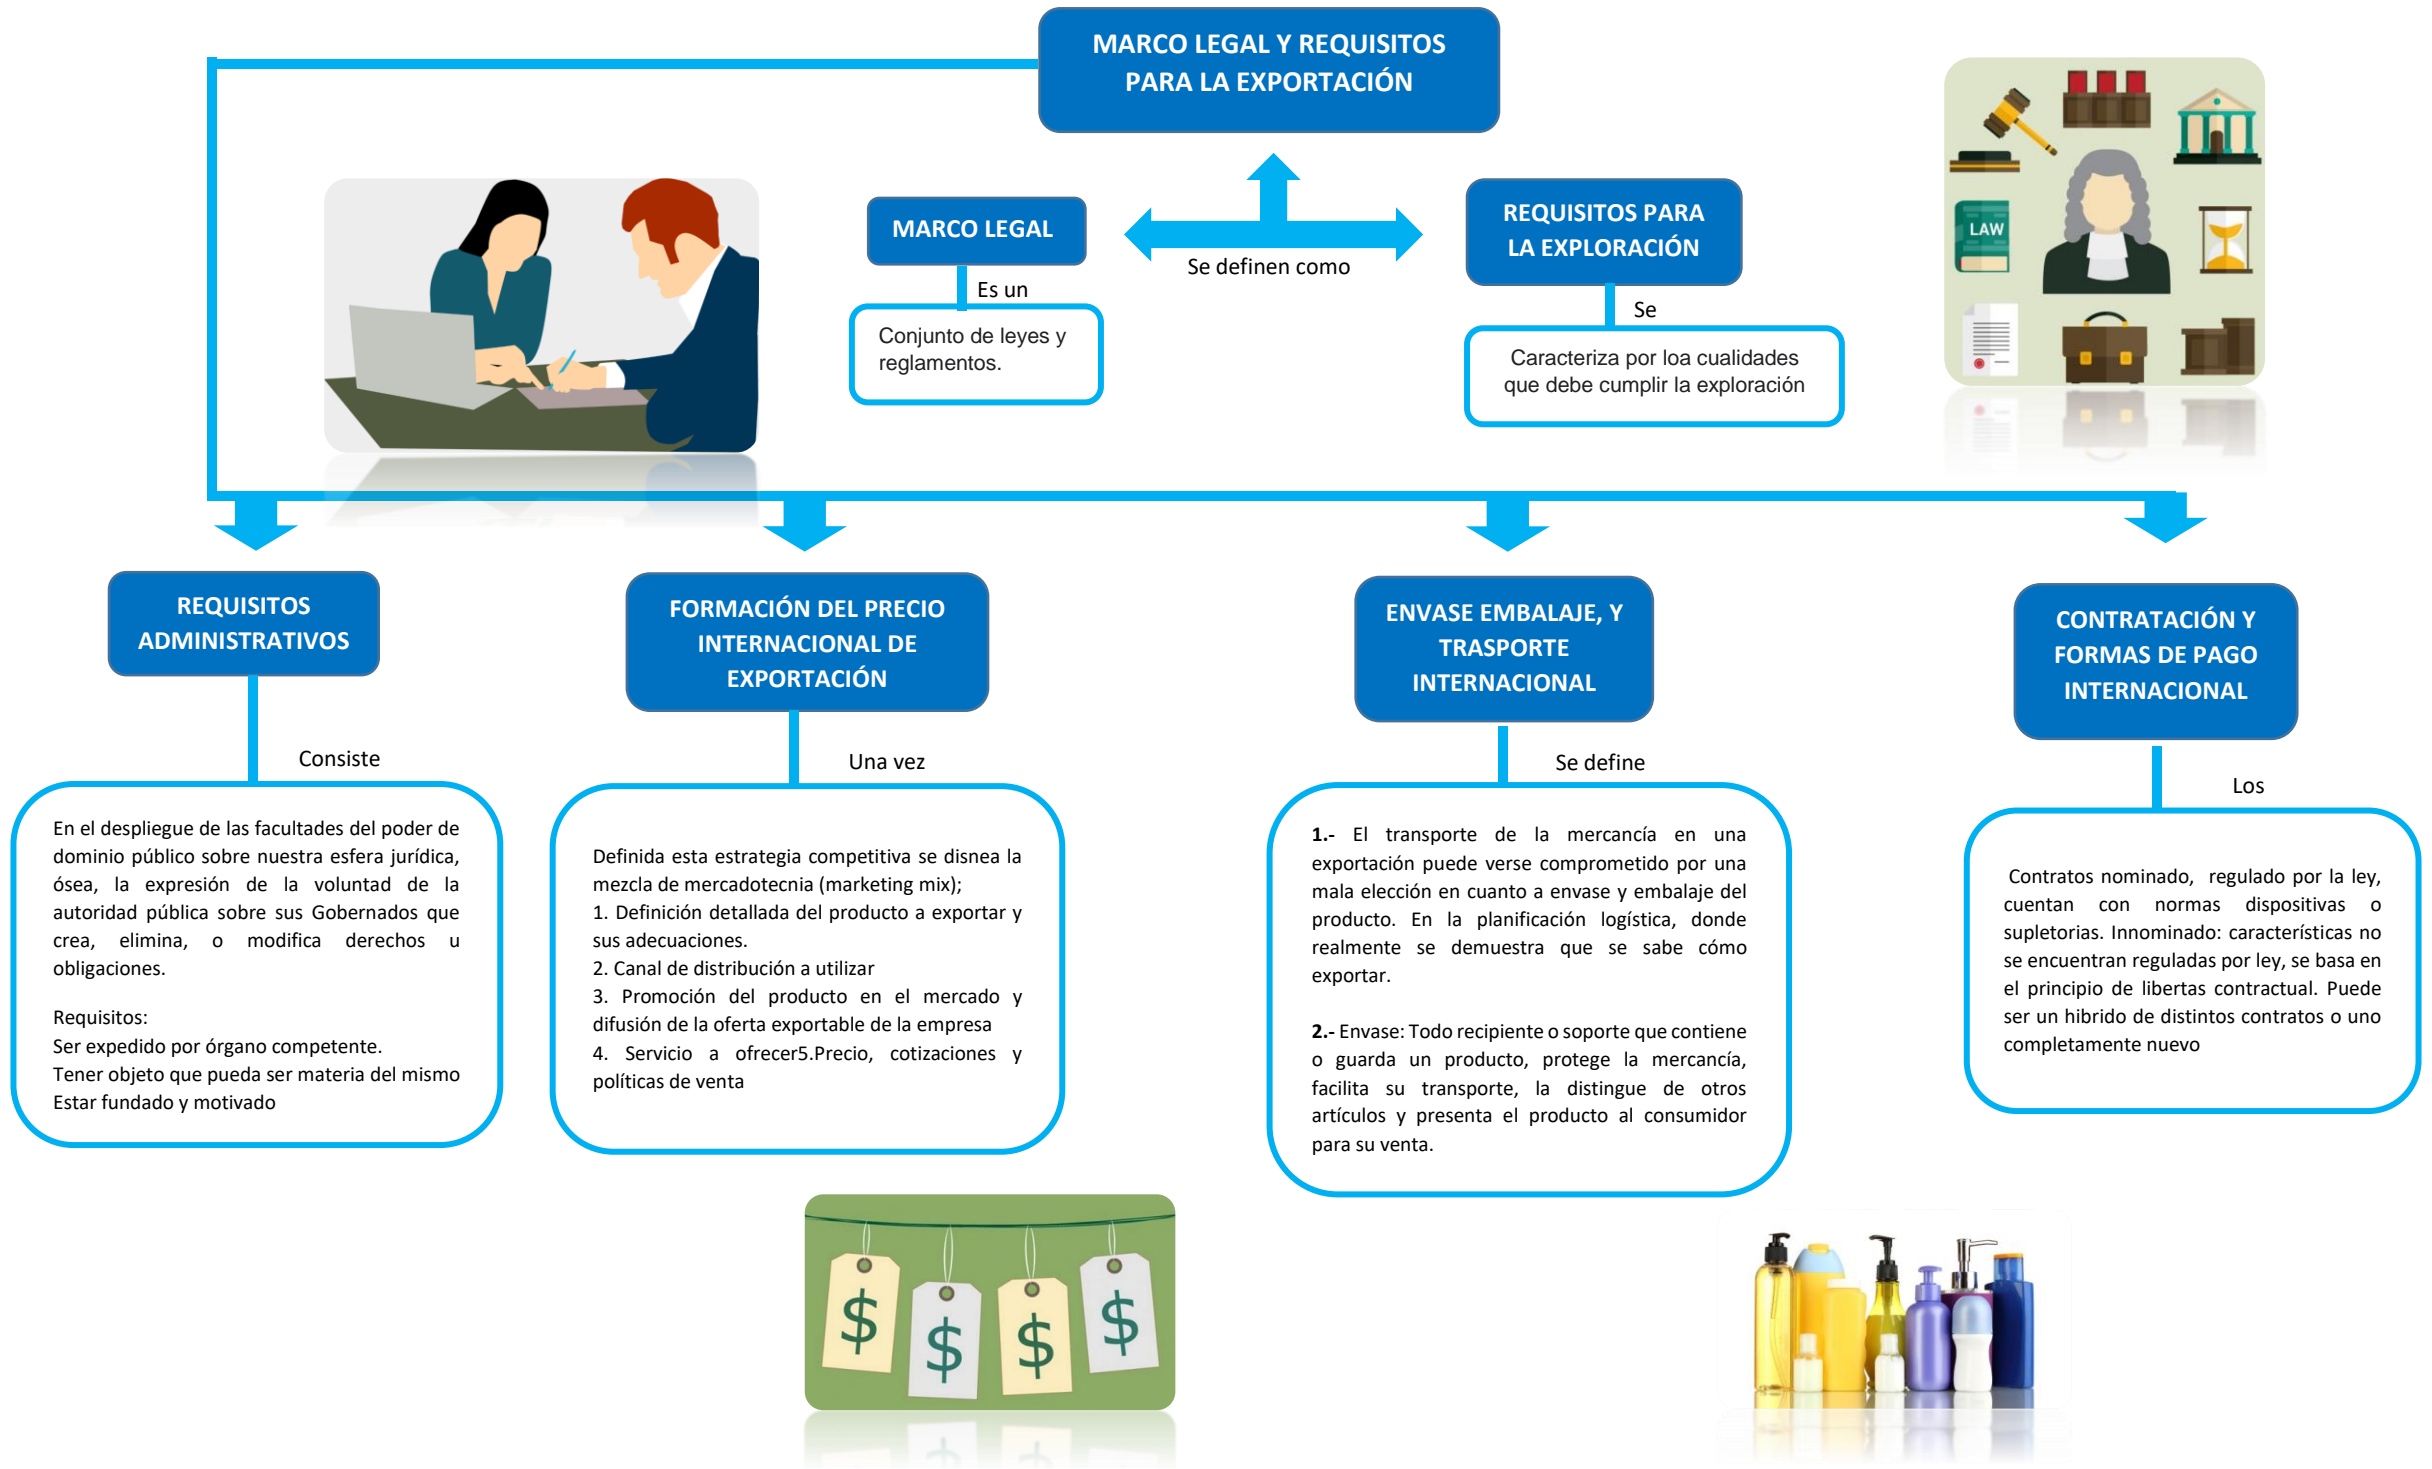 MARCO LEGAL Y REQUISITOS
PARA LA EXPORTACIÓN
MARCO LEGAL
Se definen como
REQUISITOS PARA
LA EXPLORACIÓN
LAW
Es un
Conjunto de leyes y
reglamentos.
Se
Caracteriza por loa cualidades
que debe cumplir la exploración
REQUISITOS
ADMINISTRATIVOS
Consiste
En el despliegue de las facultades del poder de
dominio público sobre nuestra esfera jurídica,
ósea, la expresión de la voluntad de la
autoridad pública sobre sus Gobernados que
crea, elimina, o modifica derechos u
obligaciones.
Requisitos:
Ser expedido por órgano competente.
Tener objeto que pueda ser materia del mismo
Estar fundado y motivado
FORMACIÓN DEL PRECIO
INTERNACIONAL DE
EXPORTACIÓN
Una vez
Definida esta estrategia competitiva se disnea la
mezcla de mercadotecnia (marketing mix);
1. Definición detallada del producto a exportar y
sus adecuaciones.
2. Canal de distribución a utilizar
3. Promoción del producto en el mercado y
difusión de la oferta exportable de la empresa
4. Servicio a ofrecer5.Precio, cotizaciones y
políticas de venta
ENVASE EMBALAJE, Y
TRASPORTE
INTERNACIONAL
Se define
1.- El transporte de la mercancía en una
exportación puede verse comprometido por una
mala elección en cuanto a envase y embalaje del
producto. En la planificación logística, donde
realmente se demuestra que se sabe cómo
exportar.
2.- Envase: Todo recipiente o soporte que contiene
o guarda un producto, protege la mercancía,
facilita su transporte, la distingue de otros
artículos y presenta el producto al consumidor
para su venta.
CONTRATACIÓN Y
FORMAS DE PAGO
INTERNACIONAL
Los
Contratos nominado, regulado por la ley,
cuentan con normas dispositivas o
supletorias. Innominado: características no
se encuentran reguladas por ley, se basa en
el principio de libertas contractual. Puede
ser un hibrido de distintos contratos o uno
completamente nuevo
$ $ $ $